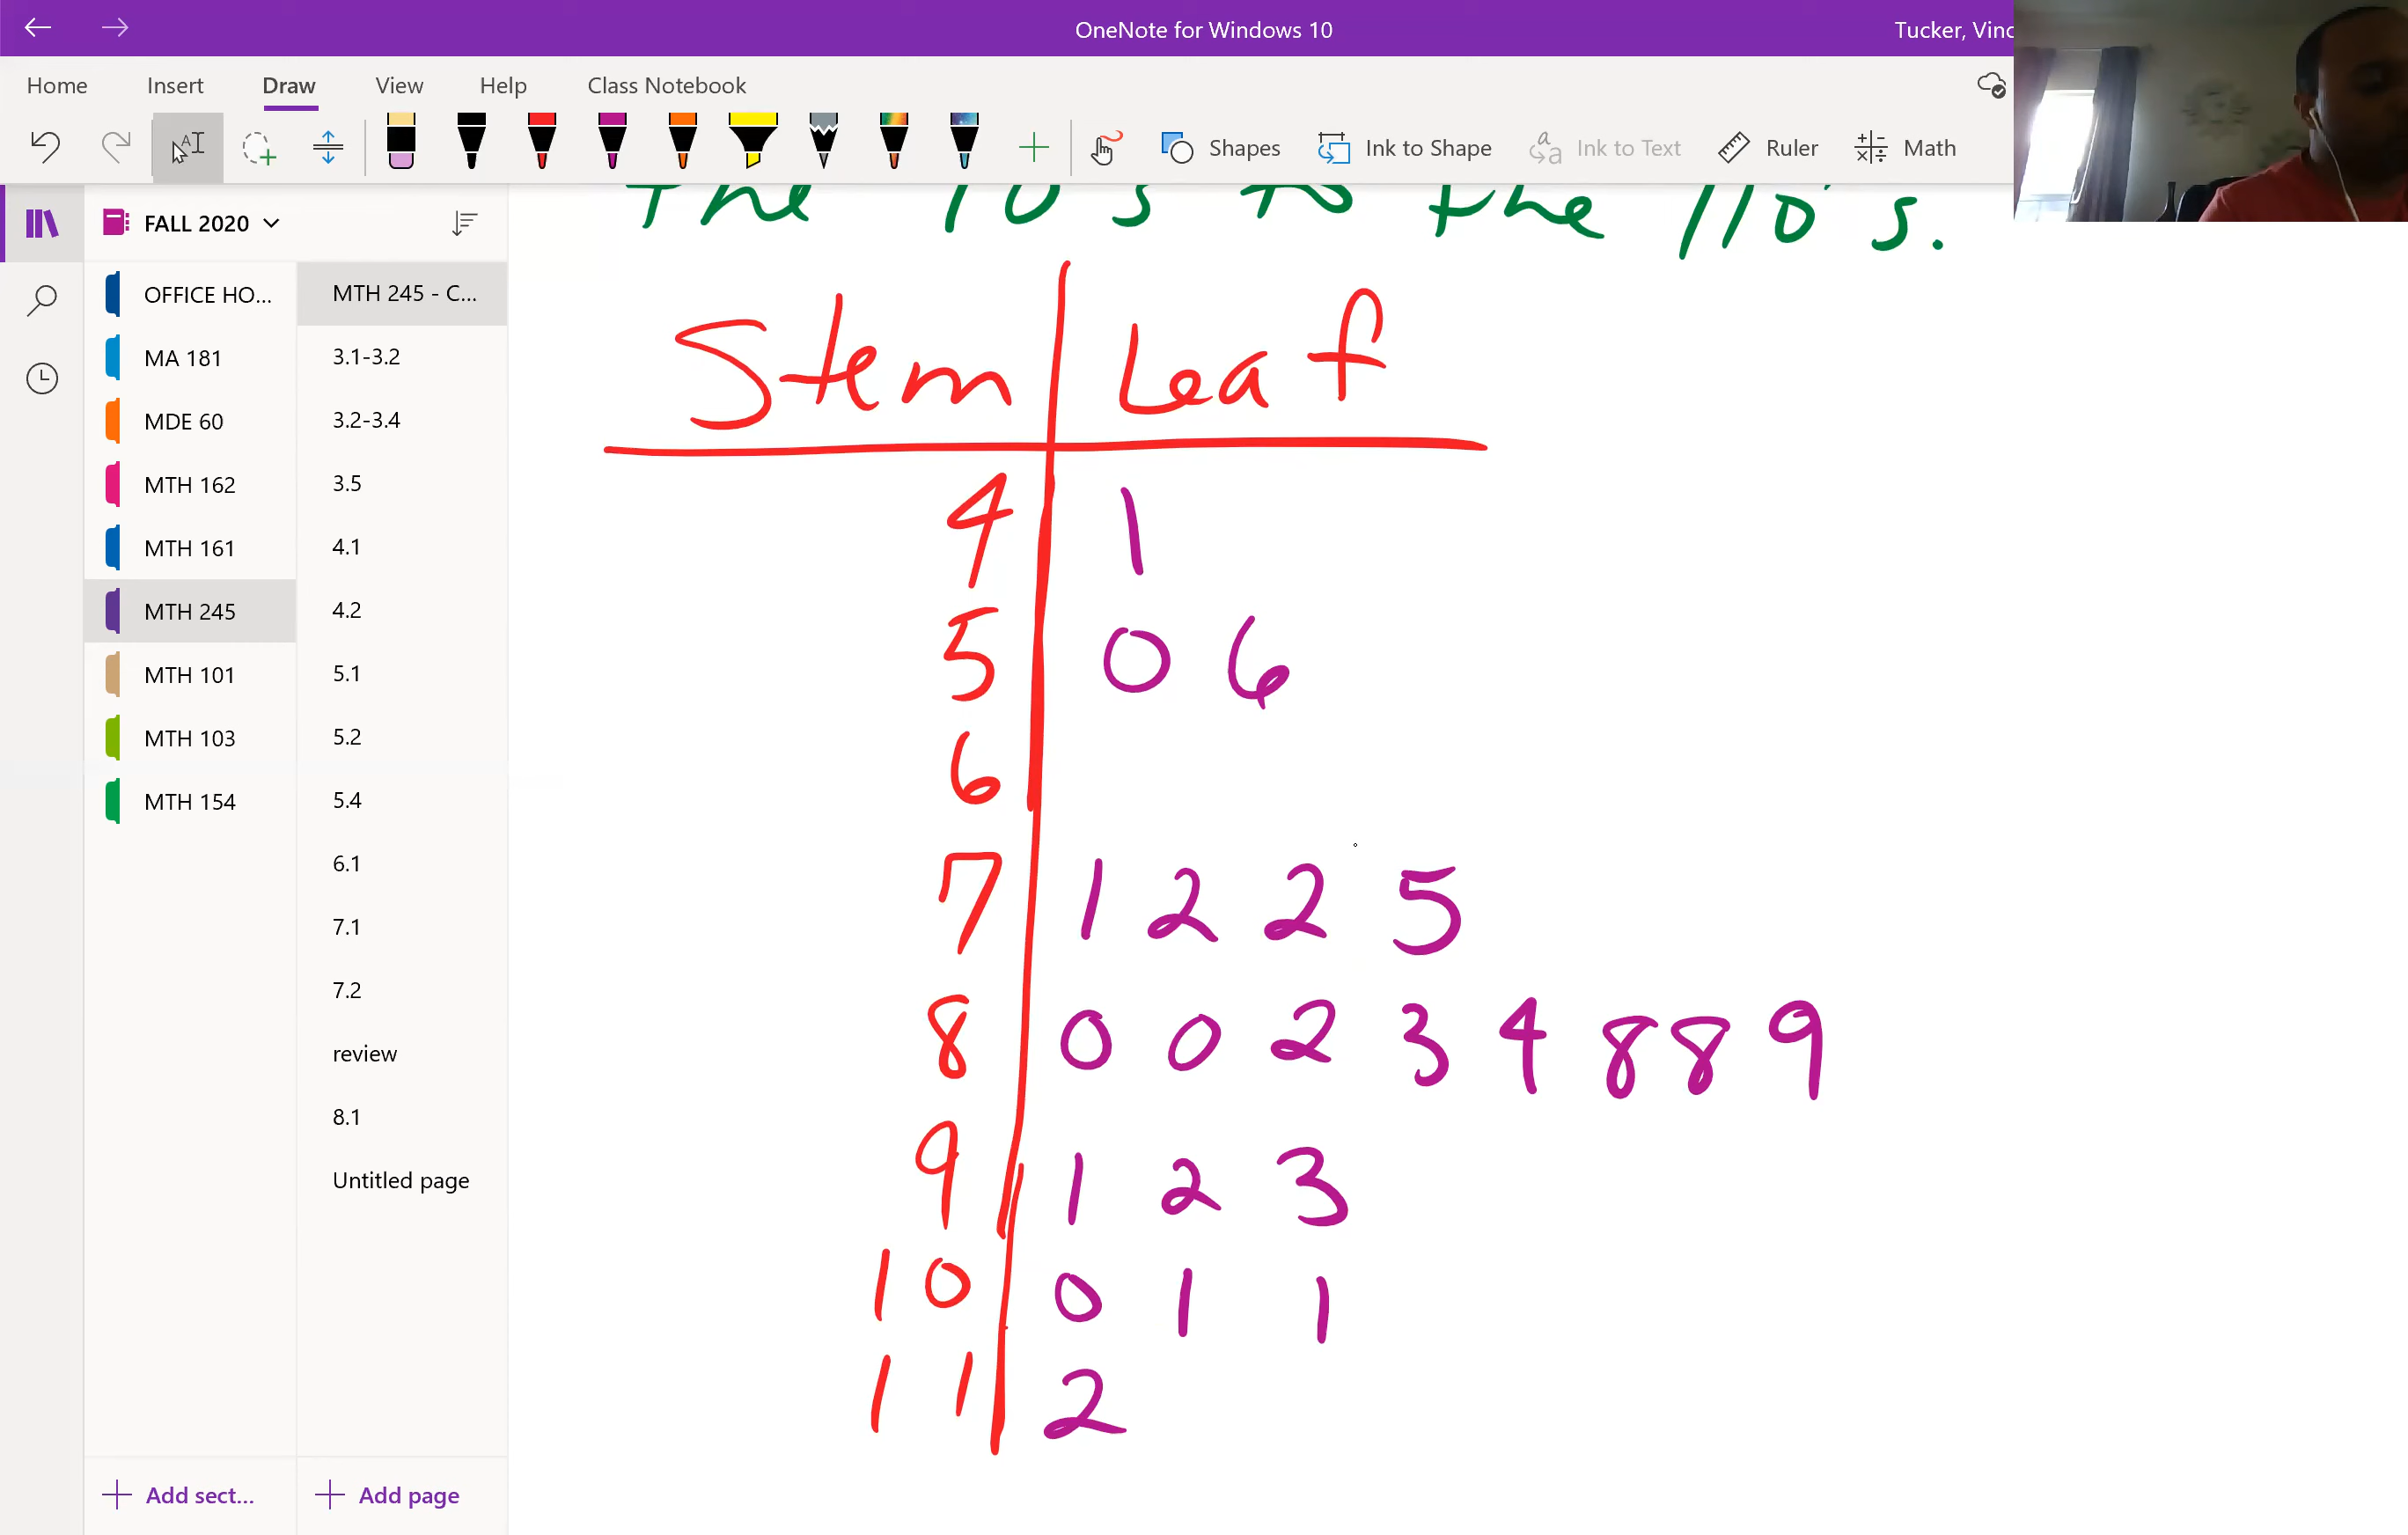 OneNote for Windows 10
Tucker, Vinc
Home Insert Draw View Help Class Notebook
Shapes Ink to Shape Ink to Text Ruler Math
FALL 2020
OFFICE HO...
MA 181
MDE 60
MTH 162
MTH 161
MTH 245
MTH 101
MTH 103
MTH 154
Add sect...
MTH 245 - C...
3.1-3.2
3.2-3.4
3.5
4.1
4.2
5.1
5.2
5.4
6.1
7.1
7.2
review
8.1
Untitled page
Add page
the 10's to the 110's.
Stem Leaf
4 1
5 0 6
6
7 1 2 2 5
8 0 0 2 3 4 8 8 9
9 1 2 3
10 0 1 1
11 2